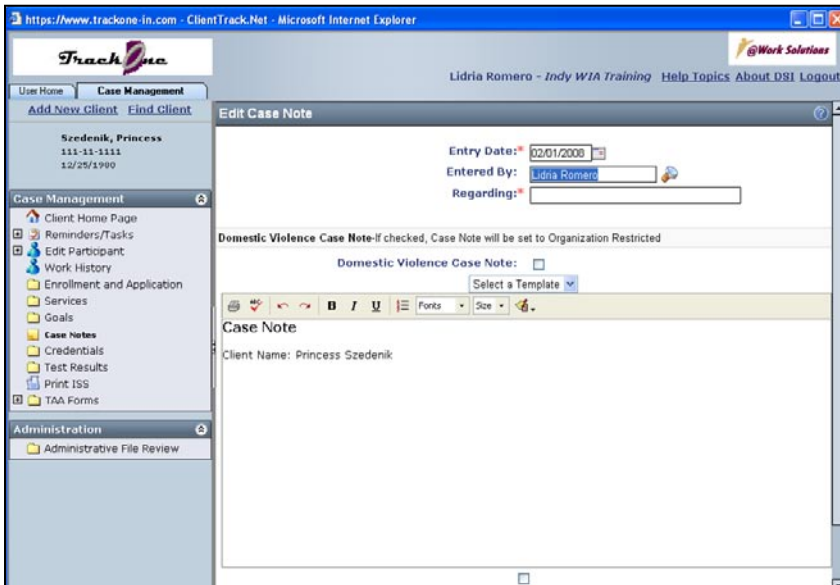 https://www.trackone-in.com - ClientTrack.Net - Microsoft Internet Explorer
TrackOne
@Work Solutions
Lidria Romero - Indy WIA Training Help Topics About DSI Logout
User Home Case Management
Add New Client Find Client
Szedenik, Princess
111-11-1111
12/25/1980
Case Management
Client Home Page
Reminders/Tasks
Edit Participant
Work History
Enrollment and Application
Services
Goals
Case Notes
Credentials
Test Results
Print ISS
TAA Forms
Administration
Administrative File Review
Edit Case Note
Entry Date:* 02/01/2008
Entered By: Lidria Romero
Regarding:*
Domestic Violence Case Note-If checked, Case Note will be set to Organization Restricted
Domestic Violence Case Note:
Select a Template
ABC B I U Fonts Size
Case Note
Client Name: Princess Szedenik